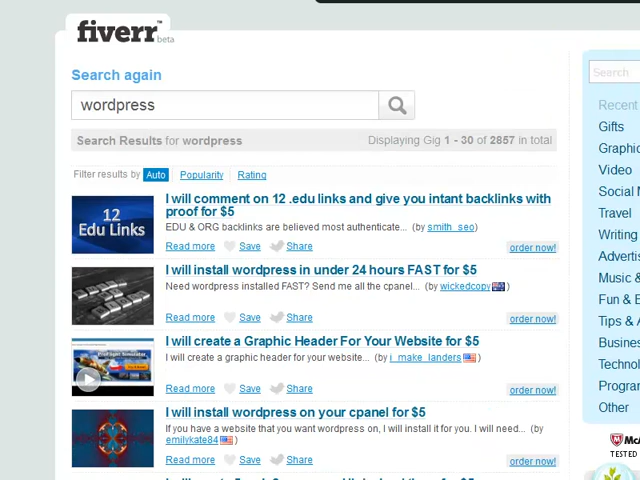 fiverr™
beta
Search again
wordpress
Search
Search Results for wordpress
Displaying Gig 1 - 30 of 2857 in total
Filter results by Auto Popularity Rating
12
Edu Links
I will comment on 12 .edu links and give you intant backlinks with
proof for $5
EDU & ORG backlinks are believed most authenticate... (by smith_seo)
Read more Save Share order now!
I will install wordpress in under 24 hours FAST for $5
Need wordpress installed FAST? Send me all the cpanel... (by wickedcopy )
Read more Save Share order now!
I will create a Graphic Header For Your Website for $5
I will create a graphic header for your website... (by i_make_landers )
Read more Save Share order now!
I will install wordpress on your cpanel for $5
If you have a website that you want wordpress on, I will install it for you. I will need... (by
emilykate84 )
Read more Save Share order now!
Recent
Gifts
Graphic
Video
Social M
Travel
Writing
Advertis
Music &
Fun & E
Tips & A
Busines
Technol
Program
Other
McA
TESTED